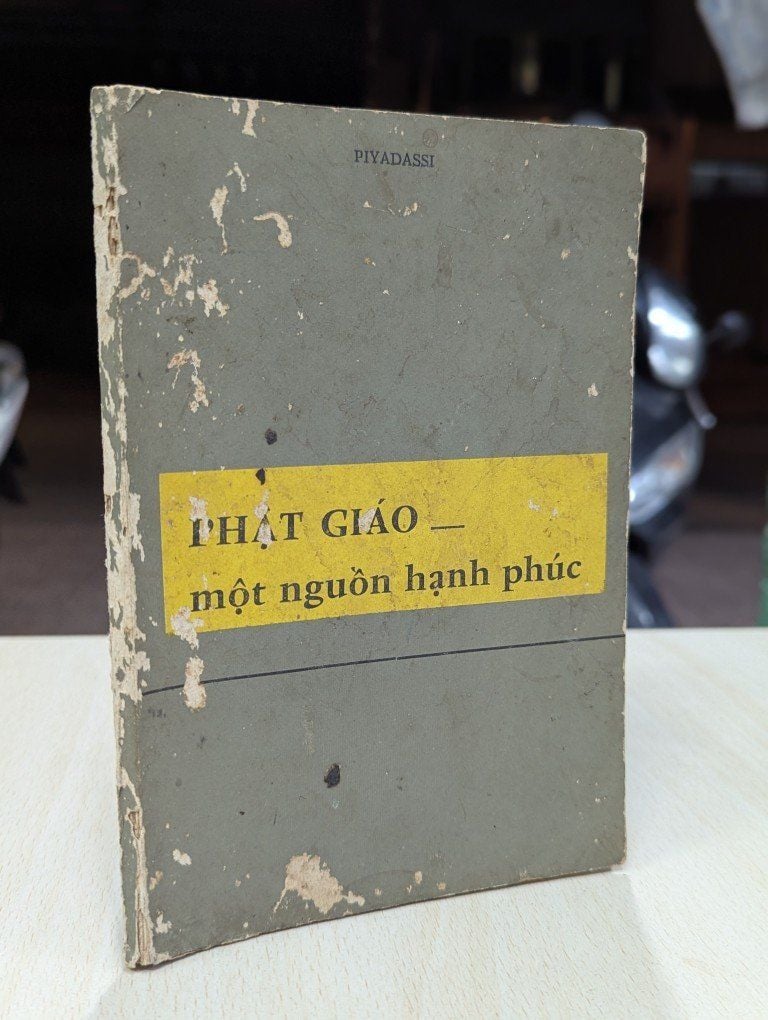 PIYADASSI
PHẬT GIÁO —
một nguồn hạnh phúc